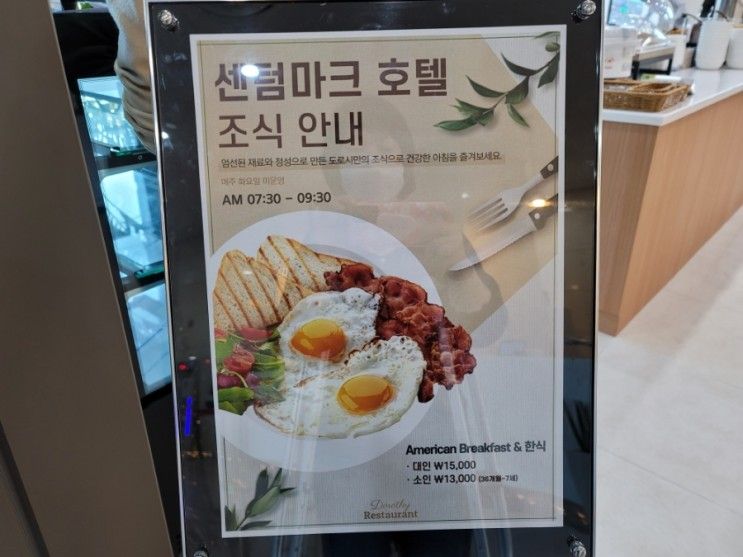 센텀마크 호텔
조식 안내
엄선된 재료와 정성으로 만든 도로시만의 조식으로 건강한 아침을 즐겨보세요.
매주 화요일 미운영
AM 07:30 – 09:30
American Breakfast & 한식
· 대인 ₩15,000
· 소인 ₩13,000 (36개월~7세)
Dorothy
Restaurant